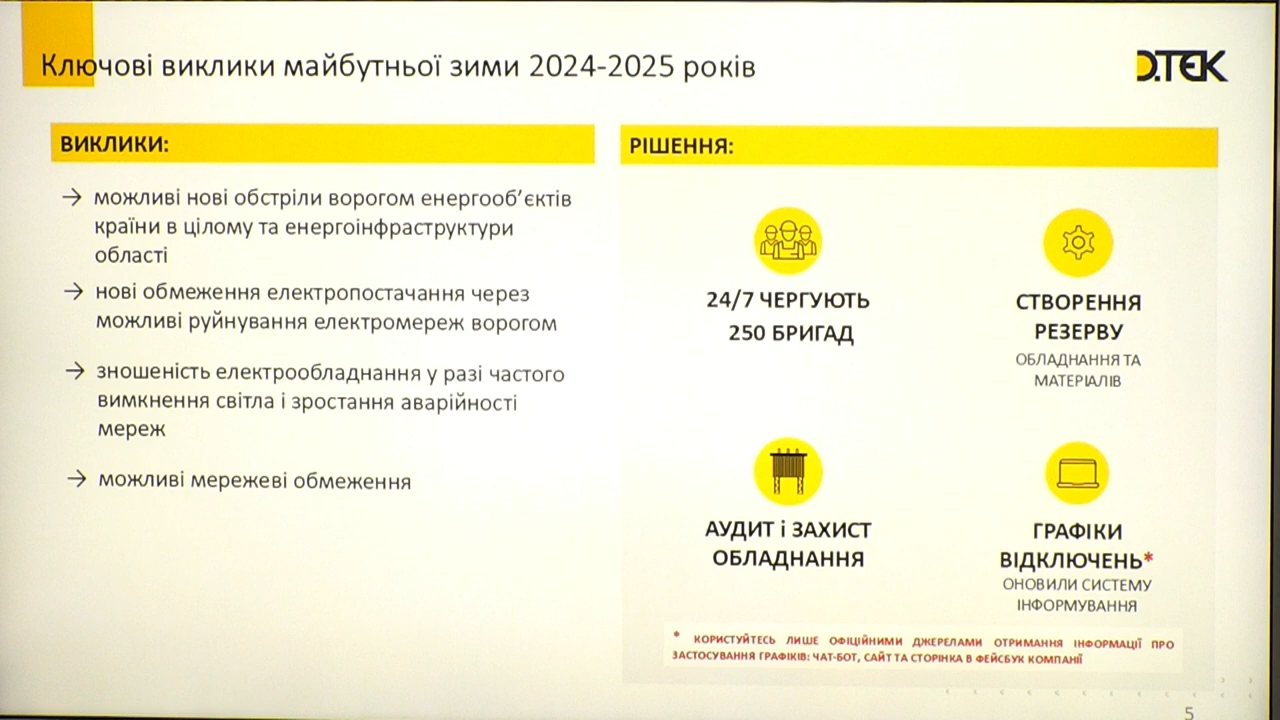 Ключові виклики майбутньої зими 2024-2025 років
D.TEK
ВИКЛИКИ:
→ можливі нові обстріли ворогом енергооб’єктів
країни в цілому та енергоінфраструктури
області
→ нові обмеження електропостачання через
можливі руйнування електромереж ворогом
→ зношеність електрообладнання у разі частого
вимкнення світла і зростання аварійності
мереж
→ можливі мережеві обмеження
РІШЕННЯ:
24/7 ЧЕРГУЮТЬ
250 БРИГАД
СТВОРЕННЯ
РЕЗЕРВУ
ОБЛАДНАННЯ ТА
МАТЕРІАЛІВ
АУДИТ і ЗАХИСТ
ОБЛАДНАННЯ
ГРАФІКИ
ВІДКЛЮЧЕНЬ*
ОНОВИЛИ СИСТЕМУ
ІНФОРМУВАННЯ
* КОРИСТУЙТЕСЬ ЛИШЕ ОФІЦІЙНИМИ ДЖЕРЕЛАМИ ОТРИМАННЯ ІНФОРМАЦІЇ ПРО
ЗАСТОСУВАННЯ ГРАФІКІВ: ЧАТ-БОТ, САЙТ ТА СТОРІНКА В ФЕЙСБУК КОМПАНІЇ
5